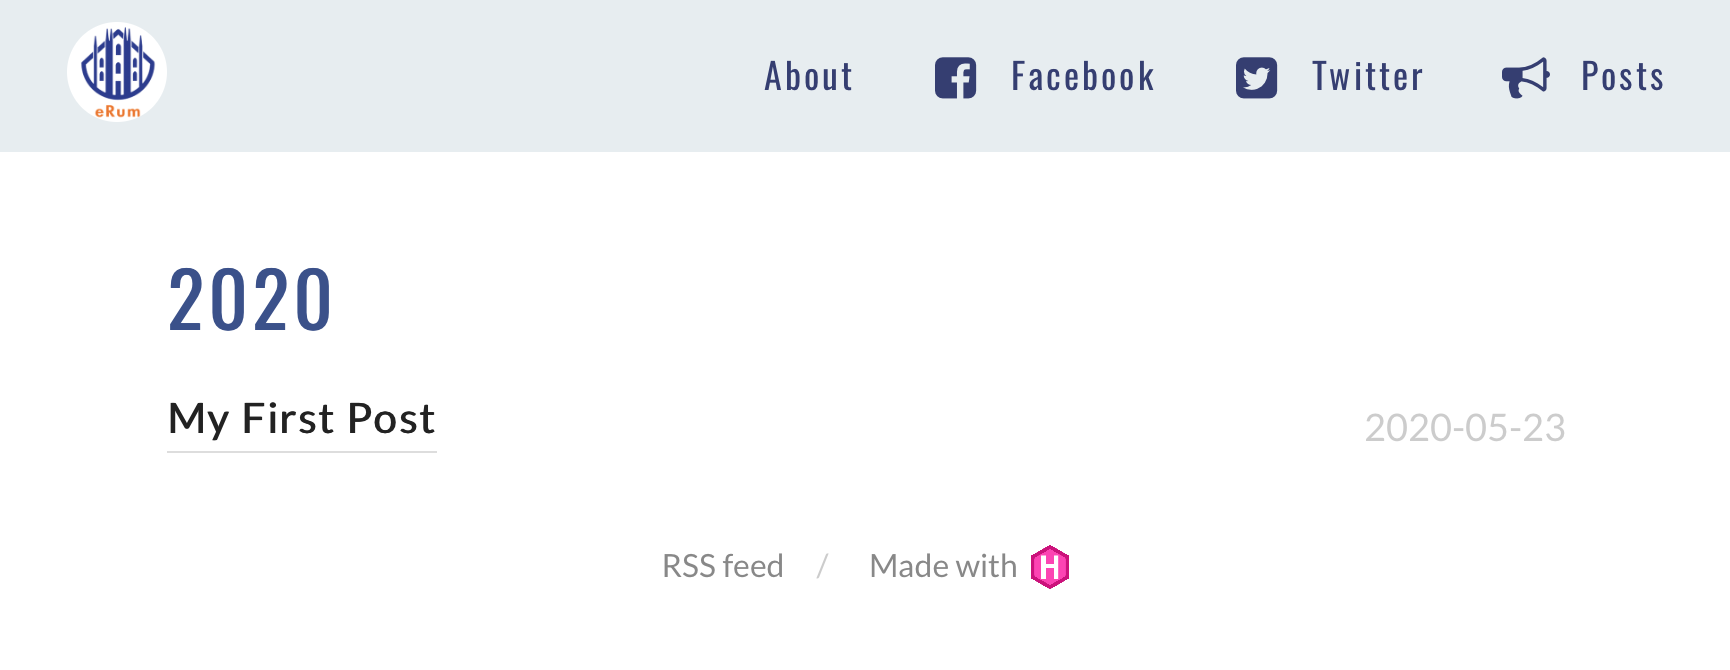 eRum
About Facebook Twitter Posts
2020
My First Post 2020-05-23
RSS feed / Made with H